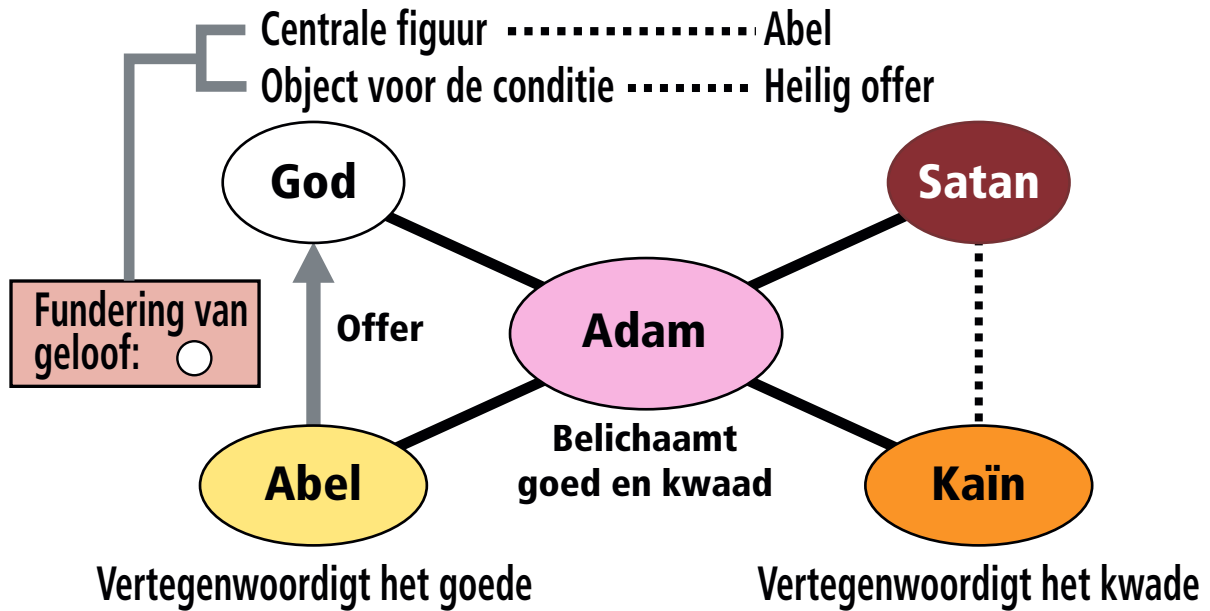 Centrale figuur ................ Abel
Object voor de conditie ........ Heilig offer
God
Satan
Fundering van
geloof:
Offer
Adam
Belichaamt
goed en kwaad
Abel
Kaïn
Vertegenwoordigt het goede
Vertegenwoordigt het kwade